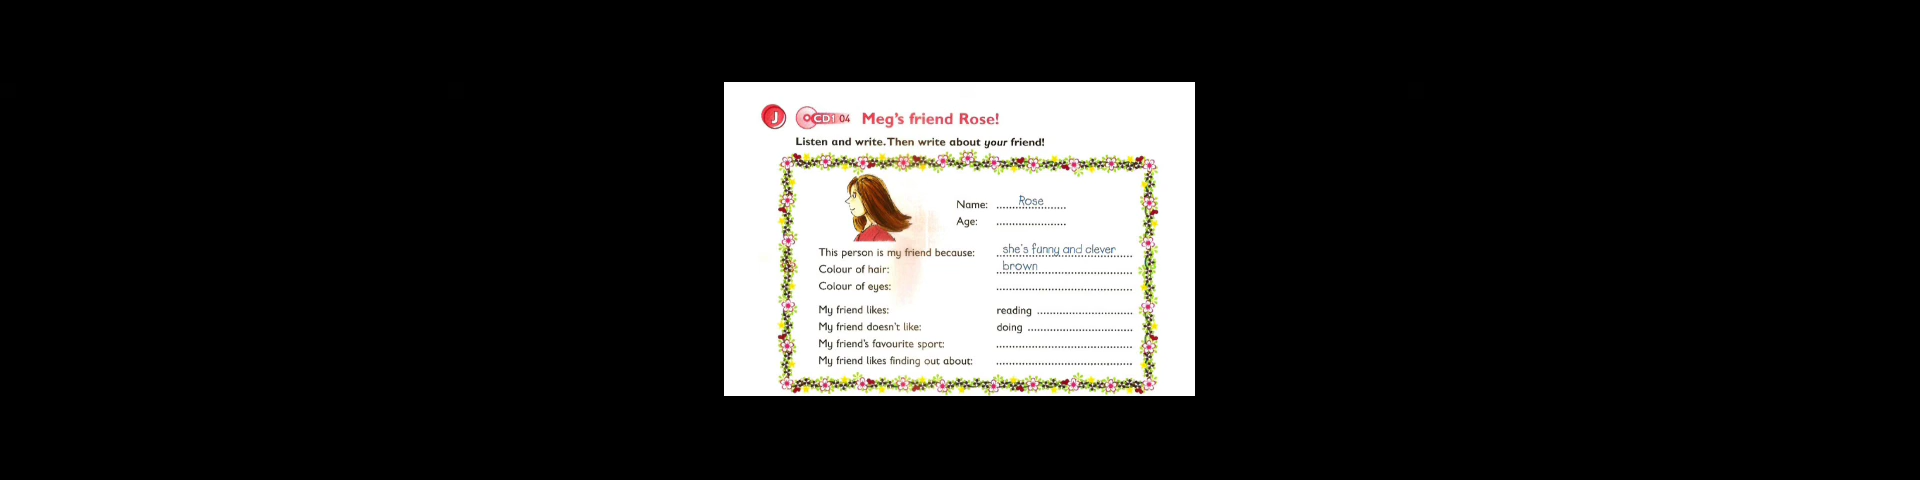 J CD1 04 Meg's friend Rose!
Listen and write. Then write about your friend!
Name: Rose
Age:
This person is my friend because: she's funny and clever
Colour of hair: brown
Colour of eyes:
My friend likes: reading
My friend doesn't like: doing
My friend's favourite sport:
My friend likes finding out about: